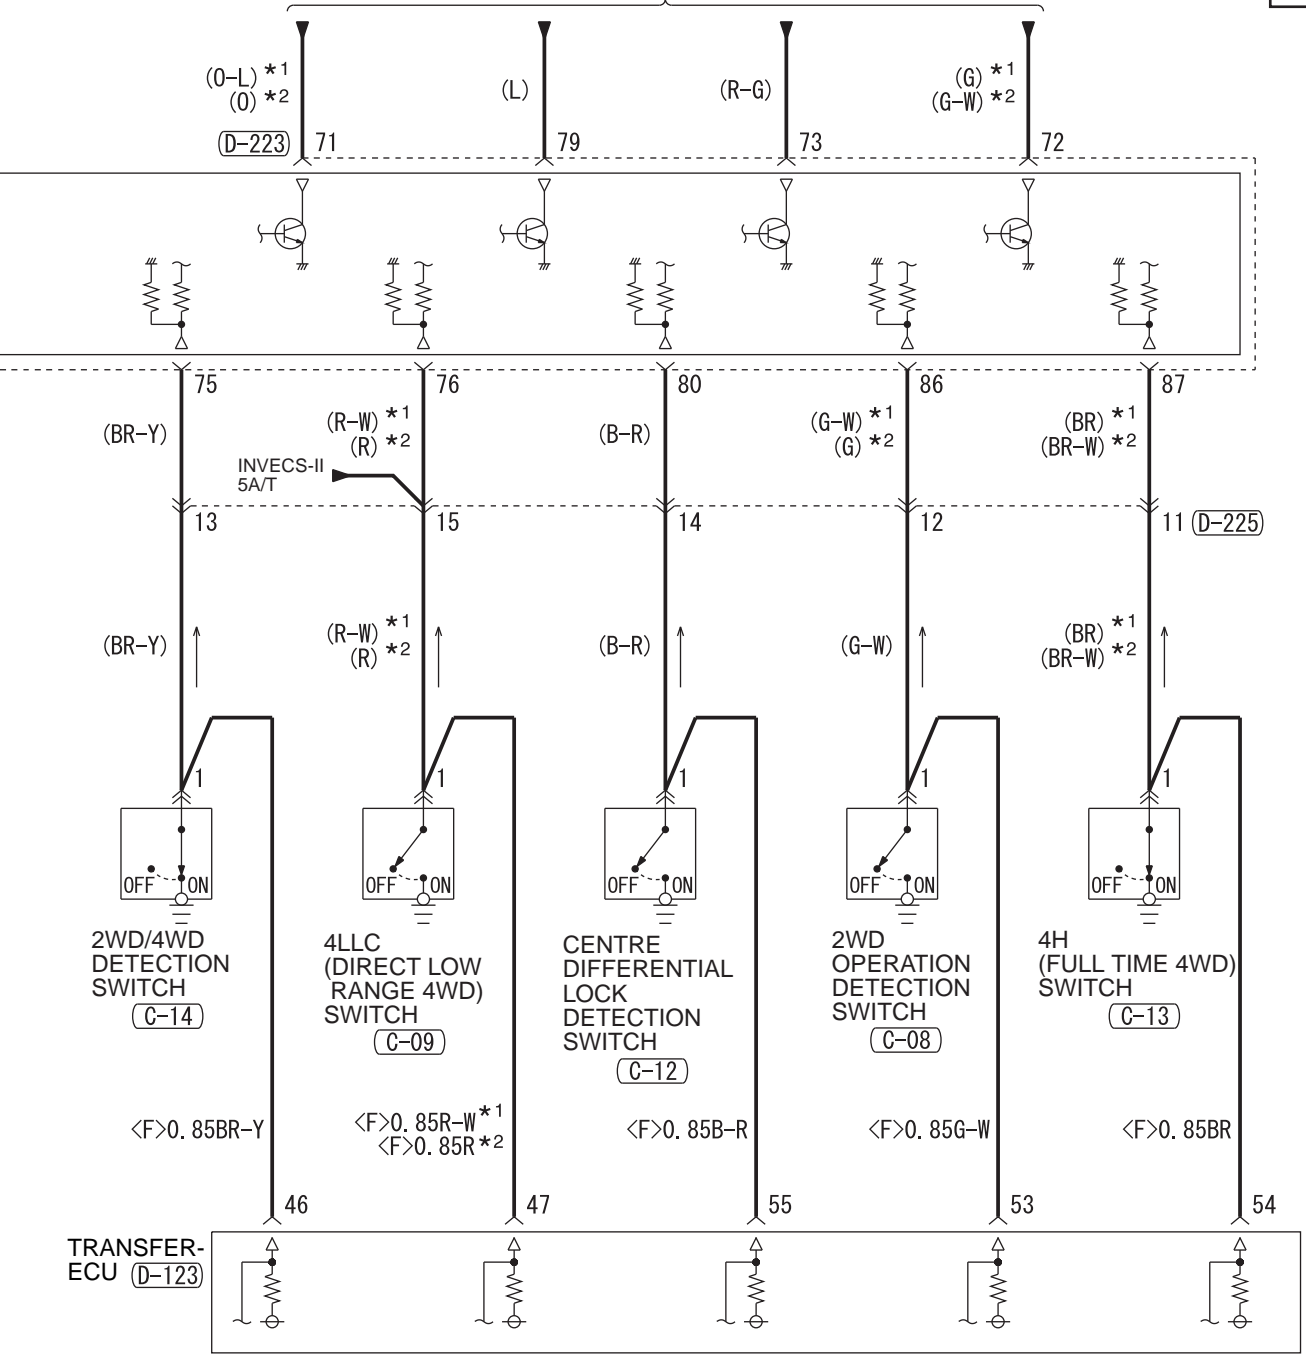 (O-L) *1
(O) *2
(L)
(R-G)
(G) *1
(G-W) *2
D-223
71
79
73
72
75
76
80
86
87
(BR-Y)
(R-W) *1
(R) *2
(B-R)
(G-W) *1
(G) *2
(BR) *1
(BR-W) *2
INVECS-II
5A/T
13
15
14
12
11
D-225
(BR-Y)
(R-W) *1
(R) *2
(B-R)
(G-W)
(BR) *1
(BR-W) *2
1
1
1
1
1
OFF
ON
OFF
ON
OFF
ON
OFF
ON
OFF
ON
2WD/4WD
DETECTION
SWITCH
C-14
4LLC
(DIRECT LOW
RANGE 4WD)
SWITCH
C-09
CENTRE
DIFFERENTIAL
LOCK
DETECTION
SWITCH
C-12
2WD
OPERATION
DETECTION
SWITCH
C-08
4H
(FULL TIME 4WD)
SWITCH
C-13
<F>0.85BR-Y
<F>0.85R-W*1
<F>0.85R*2
<F>0.85B-R
<F>0.85G-W
<F>0.85BR
46
47
55
53
54
TRANSFER-
ECU D-123